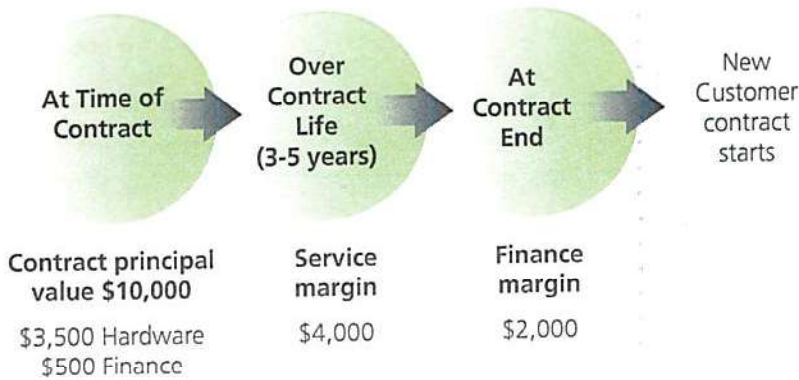 At Time of
Contract
Over
Contract
Life
(3-5 years)
At
Contract
End
New
Customer
contract
starts
Contract principal
value $10,000
$3,500 Hardware
$500 Finance
Service
margin
$4,000
Finance
margin
$2,000